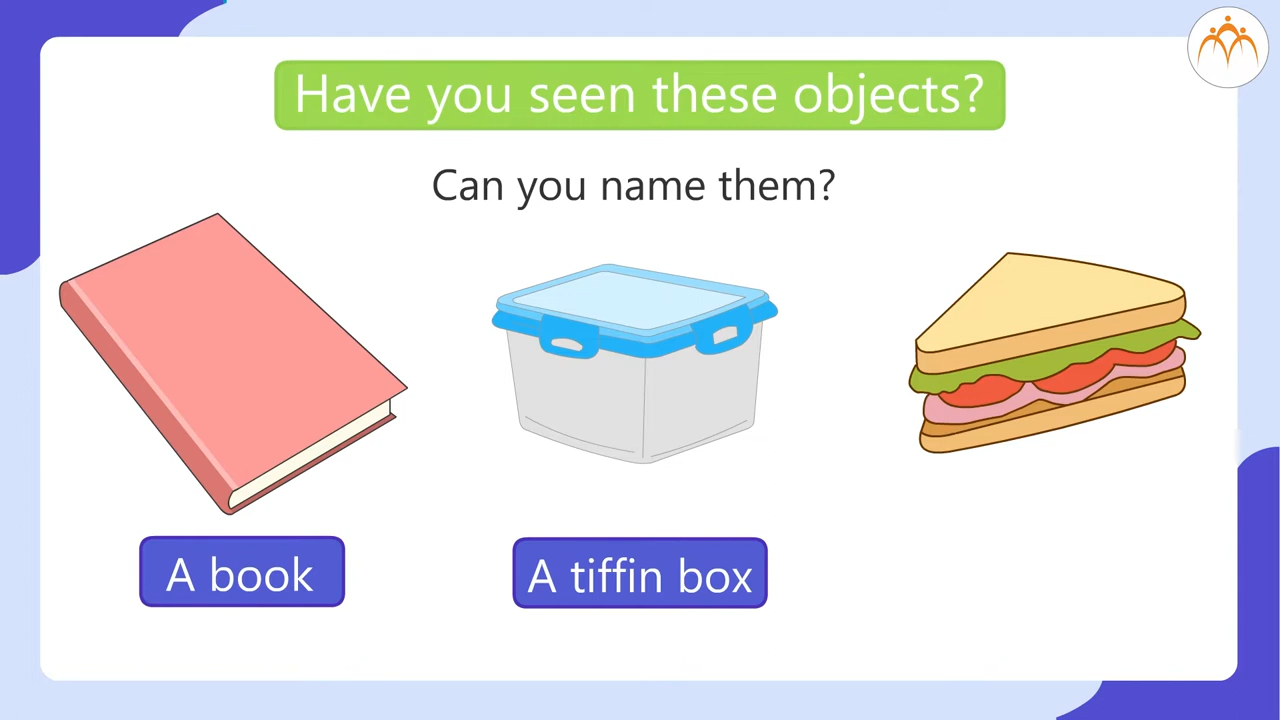 Have you seen these objects?
Can you name them?
A book
A tiffin box